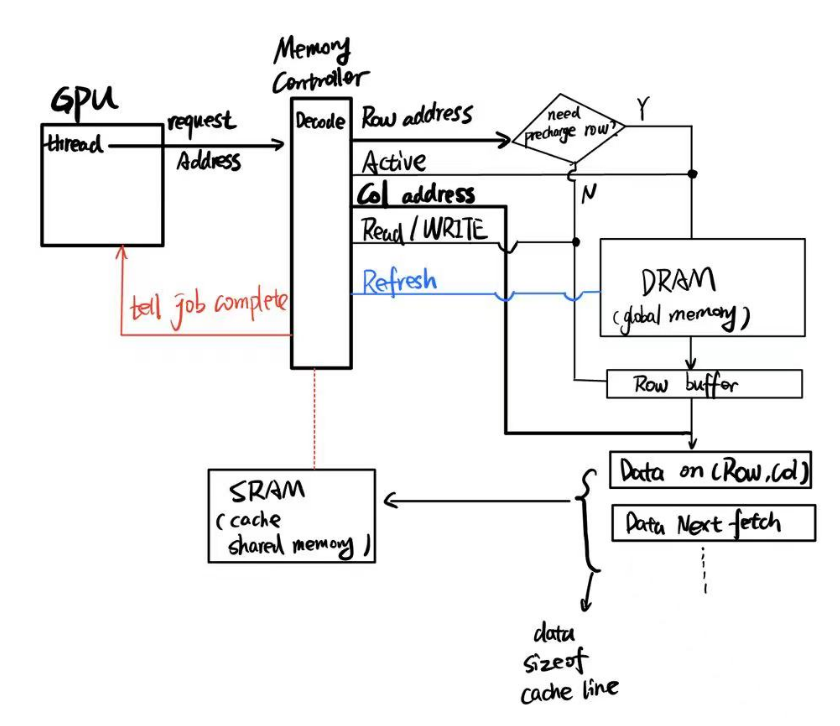 Memory
Controller
GPU
thread
request
Address
Decode
Row address
need
precharge row?
Y
Active
N
Col address
Read / WRITE
Refresh
DRAM
(global memory)
tell job complete
Row buffer
Data on (Row, Col)
SRAM
(cache
shared memory)
Data Next fetch
data
sizeof
cache line